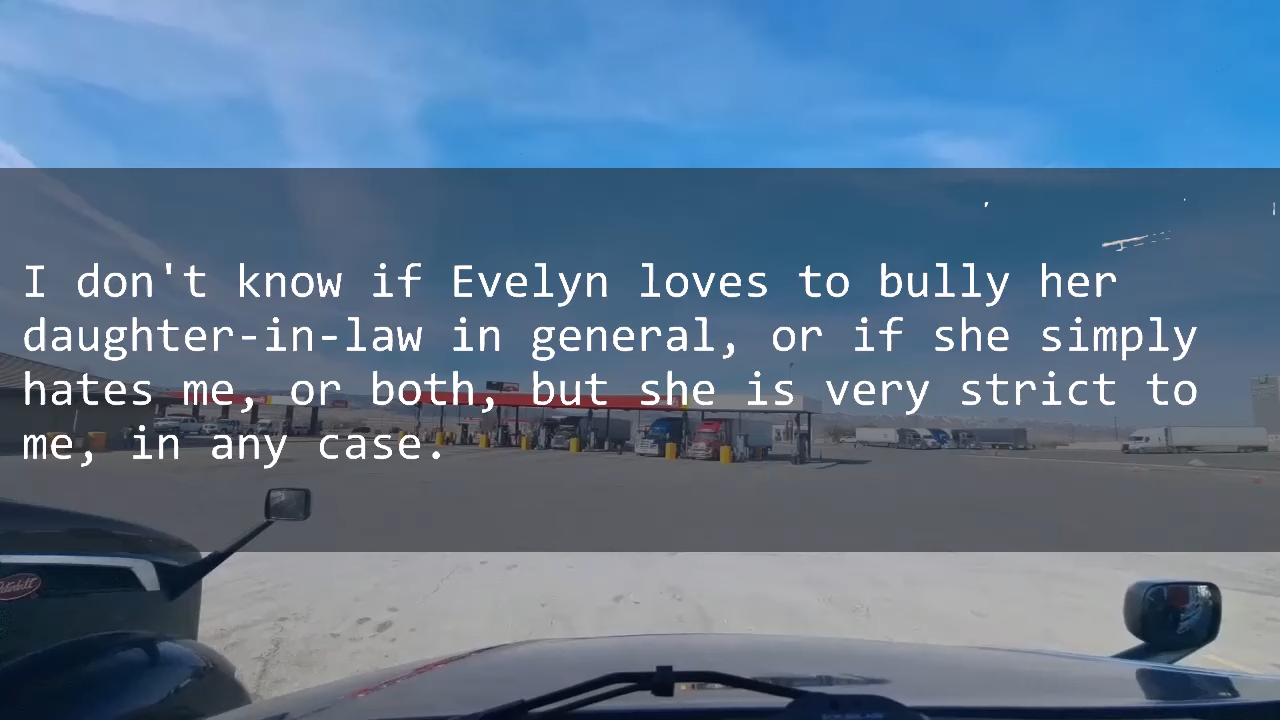 I don't know if Evelyn loves to bully her
daughter-in-law in general, or if she simply
hates me, or both, but she is very strict to
me, in any case.
Peterbilt